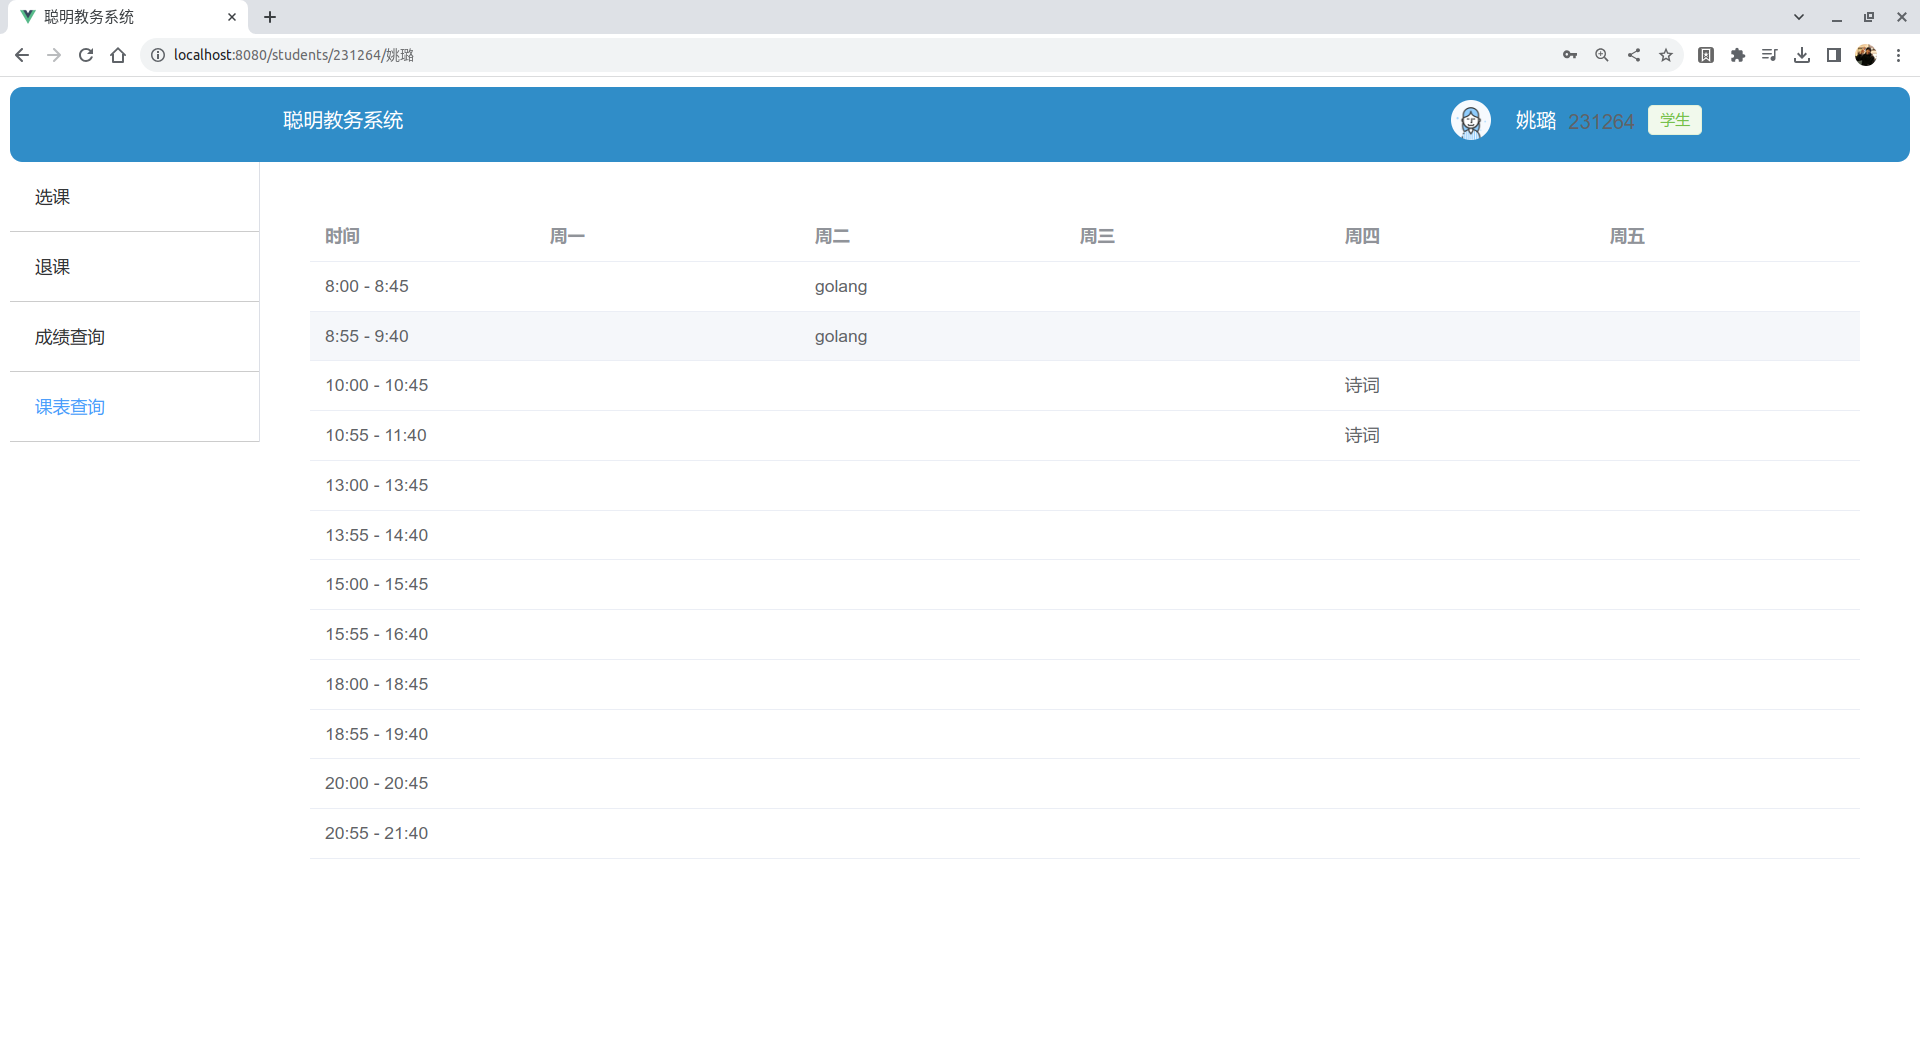 聪明教务系统
localhost:8080/students/231264/姚璐
聪明教务系统 姚璐 231264 学生
选课
退课
成绩查询
课表查询
时间 周一 周二 周三 周四 周五
8:00 - 8:45 golang
8:55 - 9:40 golang
10:00 - 10:45 诗词
10:55 - 11:40 诗词
13:00 - 13:45
13:55 - 14:40
15:00 - 15:45
15:55 - 16:40
18:00 - 18:45
18:55 - 19:40
20:00 - 20:45
20:55 - 21:40